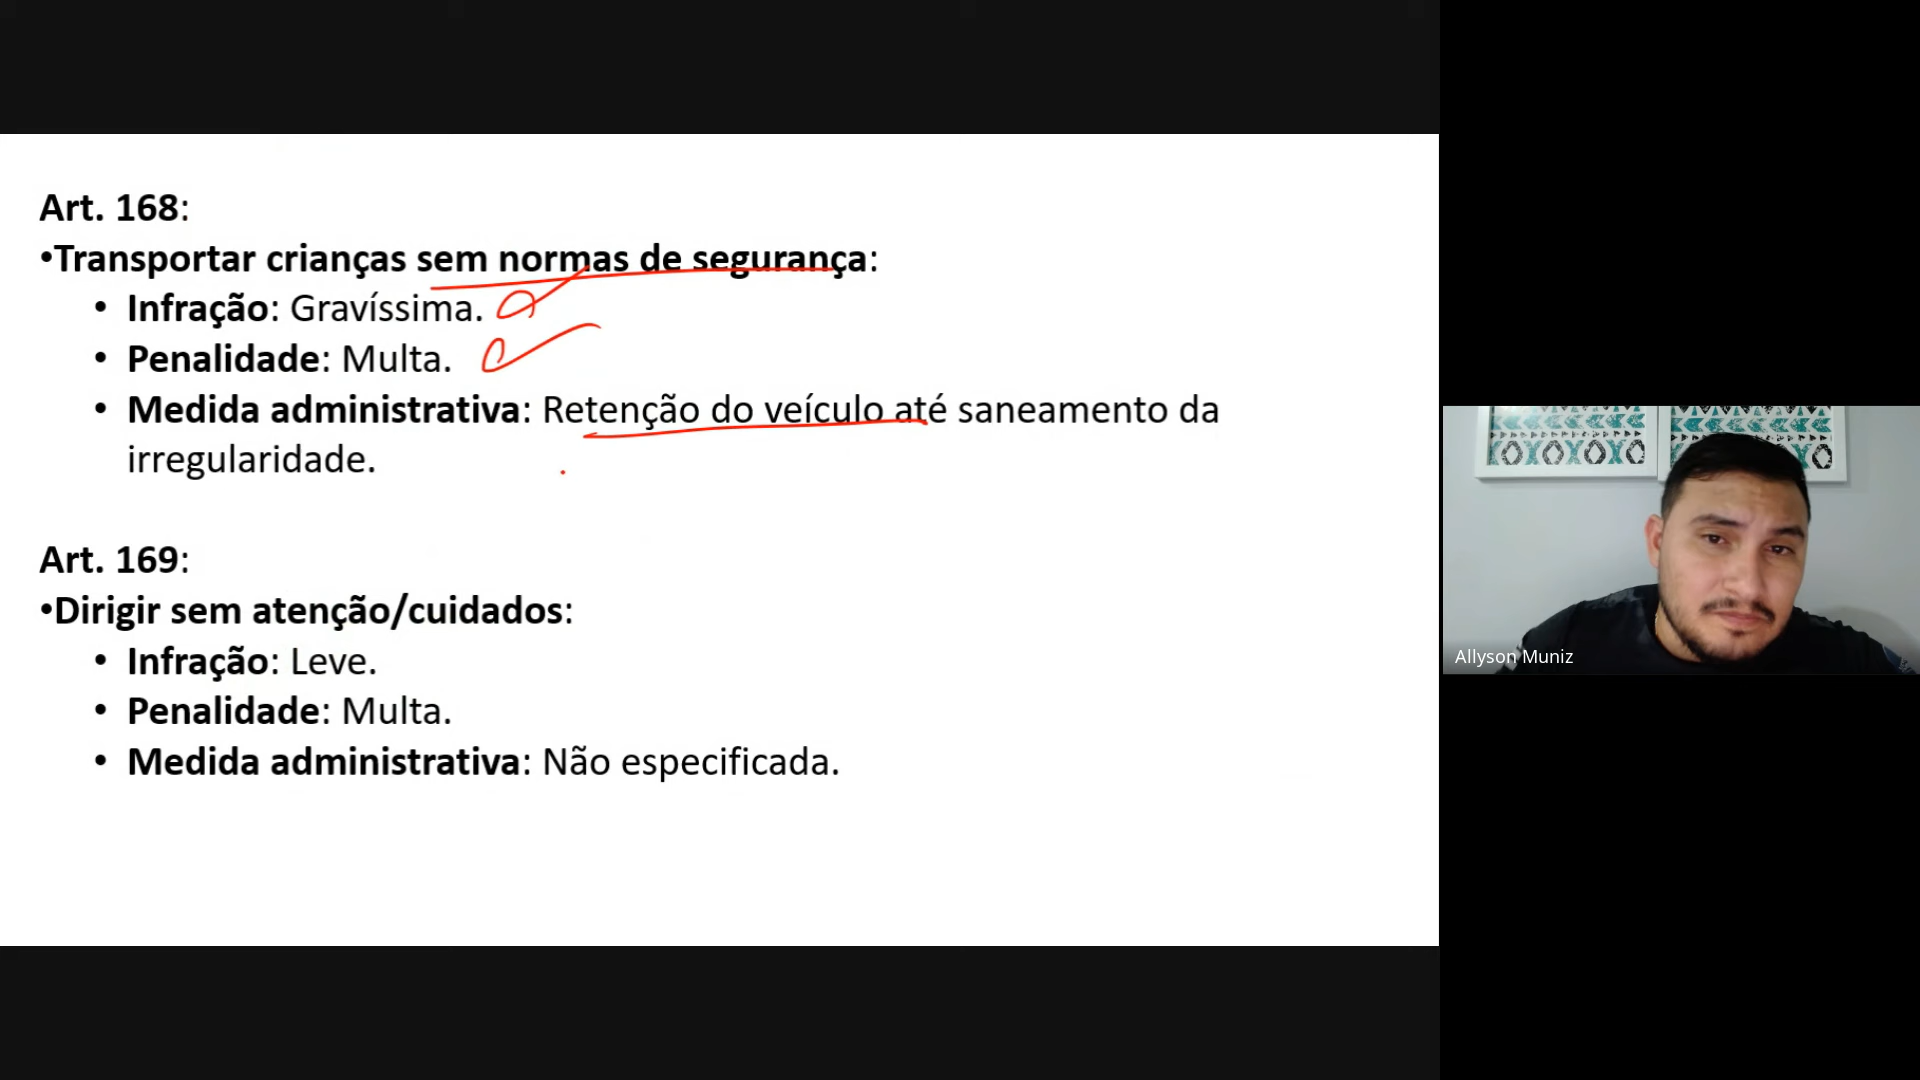 Art. 168:
•Transportar crianças sem normas de segurança:
• Infração: Gravíssima.
• Penalidade: Multa.
• Medida administrativa: Retenção do veículo até saneamento da
irregularidade.
Art. 169:
•Dirigir sem atenção/cuidados:
• Infração: Leve.
• Penalidade: Multa.
• Medida administrativa: Não especificada.
Allyson Muniz